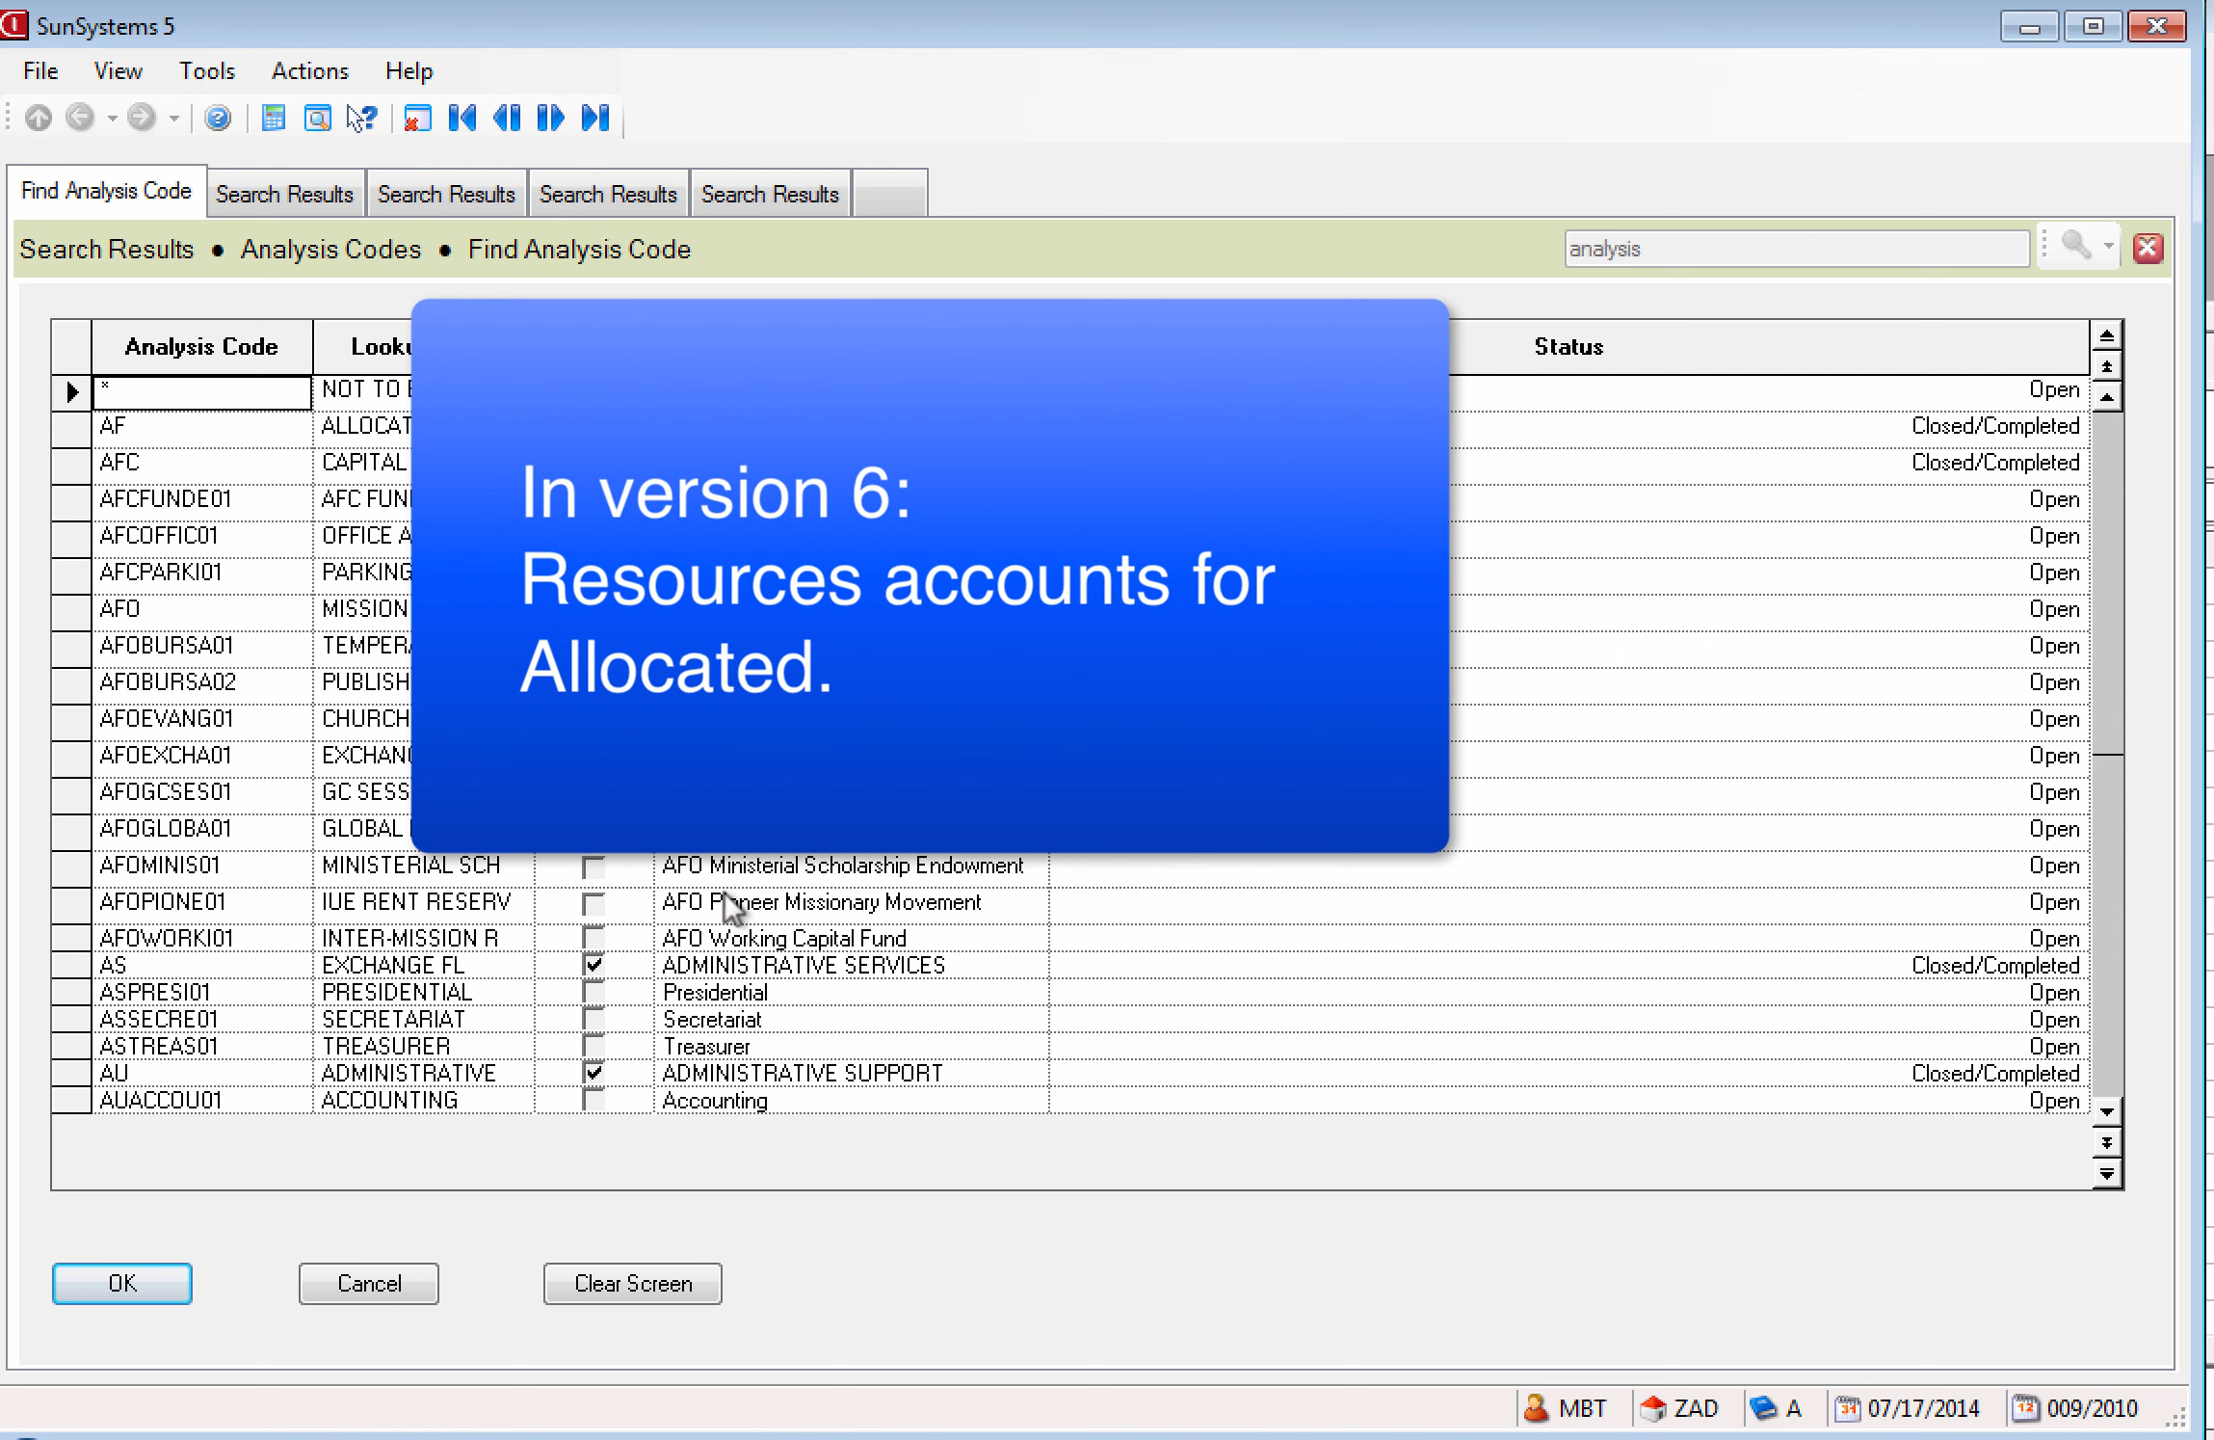 SunSystems 5
File View Tools Actions Help
Find Analysis Code Search Results Search Results Search Results Search Results
Search Results • Analysis Codes • Find Analysis Code analysis
Analysis Code Status
* NOT TO Open
AF Closed/Completed
AFC CAPITAL Closed/Completed
AFCFUNDE01 AFC Open
AFCOFFIC01 OFFICE Open
AFCPARKI01 PARKING Open
AFO MISSION Open
AFOBURSA01 Open
AFOBURSA02 PUBLISH Open
AFOEVANG01 CHURCH Open
AFOEXCHA01 Open
AFOGCSES01 GC Open
AFOGLOBA01 GLOBAL Open
In version 6:
Resources accounts for
Allocated.
AFOMINIS01 MINISTERIAL SCH AFO Ministerial Scholarship Endowment Open
AFOPIONE01 IUE RENT RESERV AFO Pioneer Missionary Movement Open
AFOWORKI01 INTER-MISSION R AFO Working Capital Fund Open
AS EXCHANGE FL ADMINISTRATIVE SERVICES Closed/Completed
ASPRESI01 PRESIDENTIAL Presidential Open
ASSECRE01 SECRETARIAT Secretariat Open
ASTREAS01 TREASURER Treasurer Open
AU ADMINISTRATIVE ADMINISTRATIVE SUPPORT Closed/Completed
AUACCOU01 ACCOUNTING Accounting Open
OK Cancel Clear Screen
MBT ZAD A 07/17/2014 009/2010